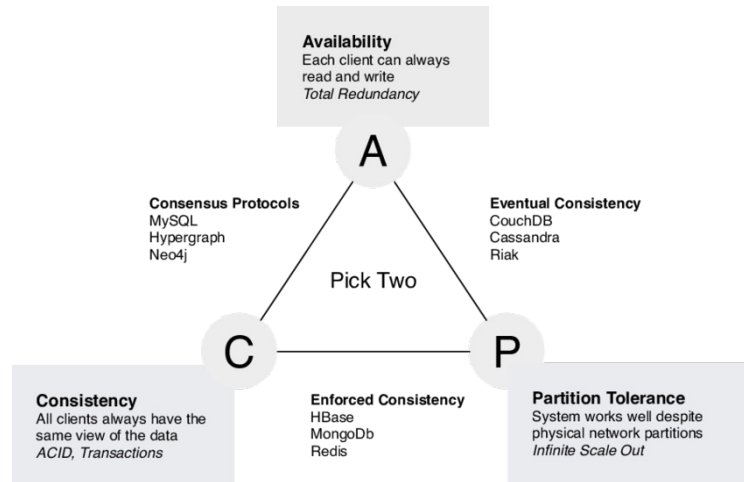 Availability
Each client can always
read and write
Total Redundancy
A
Consensus Protocols
MySQL
Hypergraph
Neo4j
Eventual Consistency
CouchDB
Cassandra
Riak
Pick Two
C
P
Consistency
All clients always have the
same view of the data
ACID, Transactions
Enforced Consistency
HBase
MongoDb
Redis
Partition Tolerance
System works well despite
physical network partitions
Infinite Scale Out